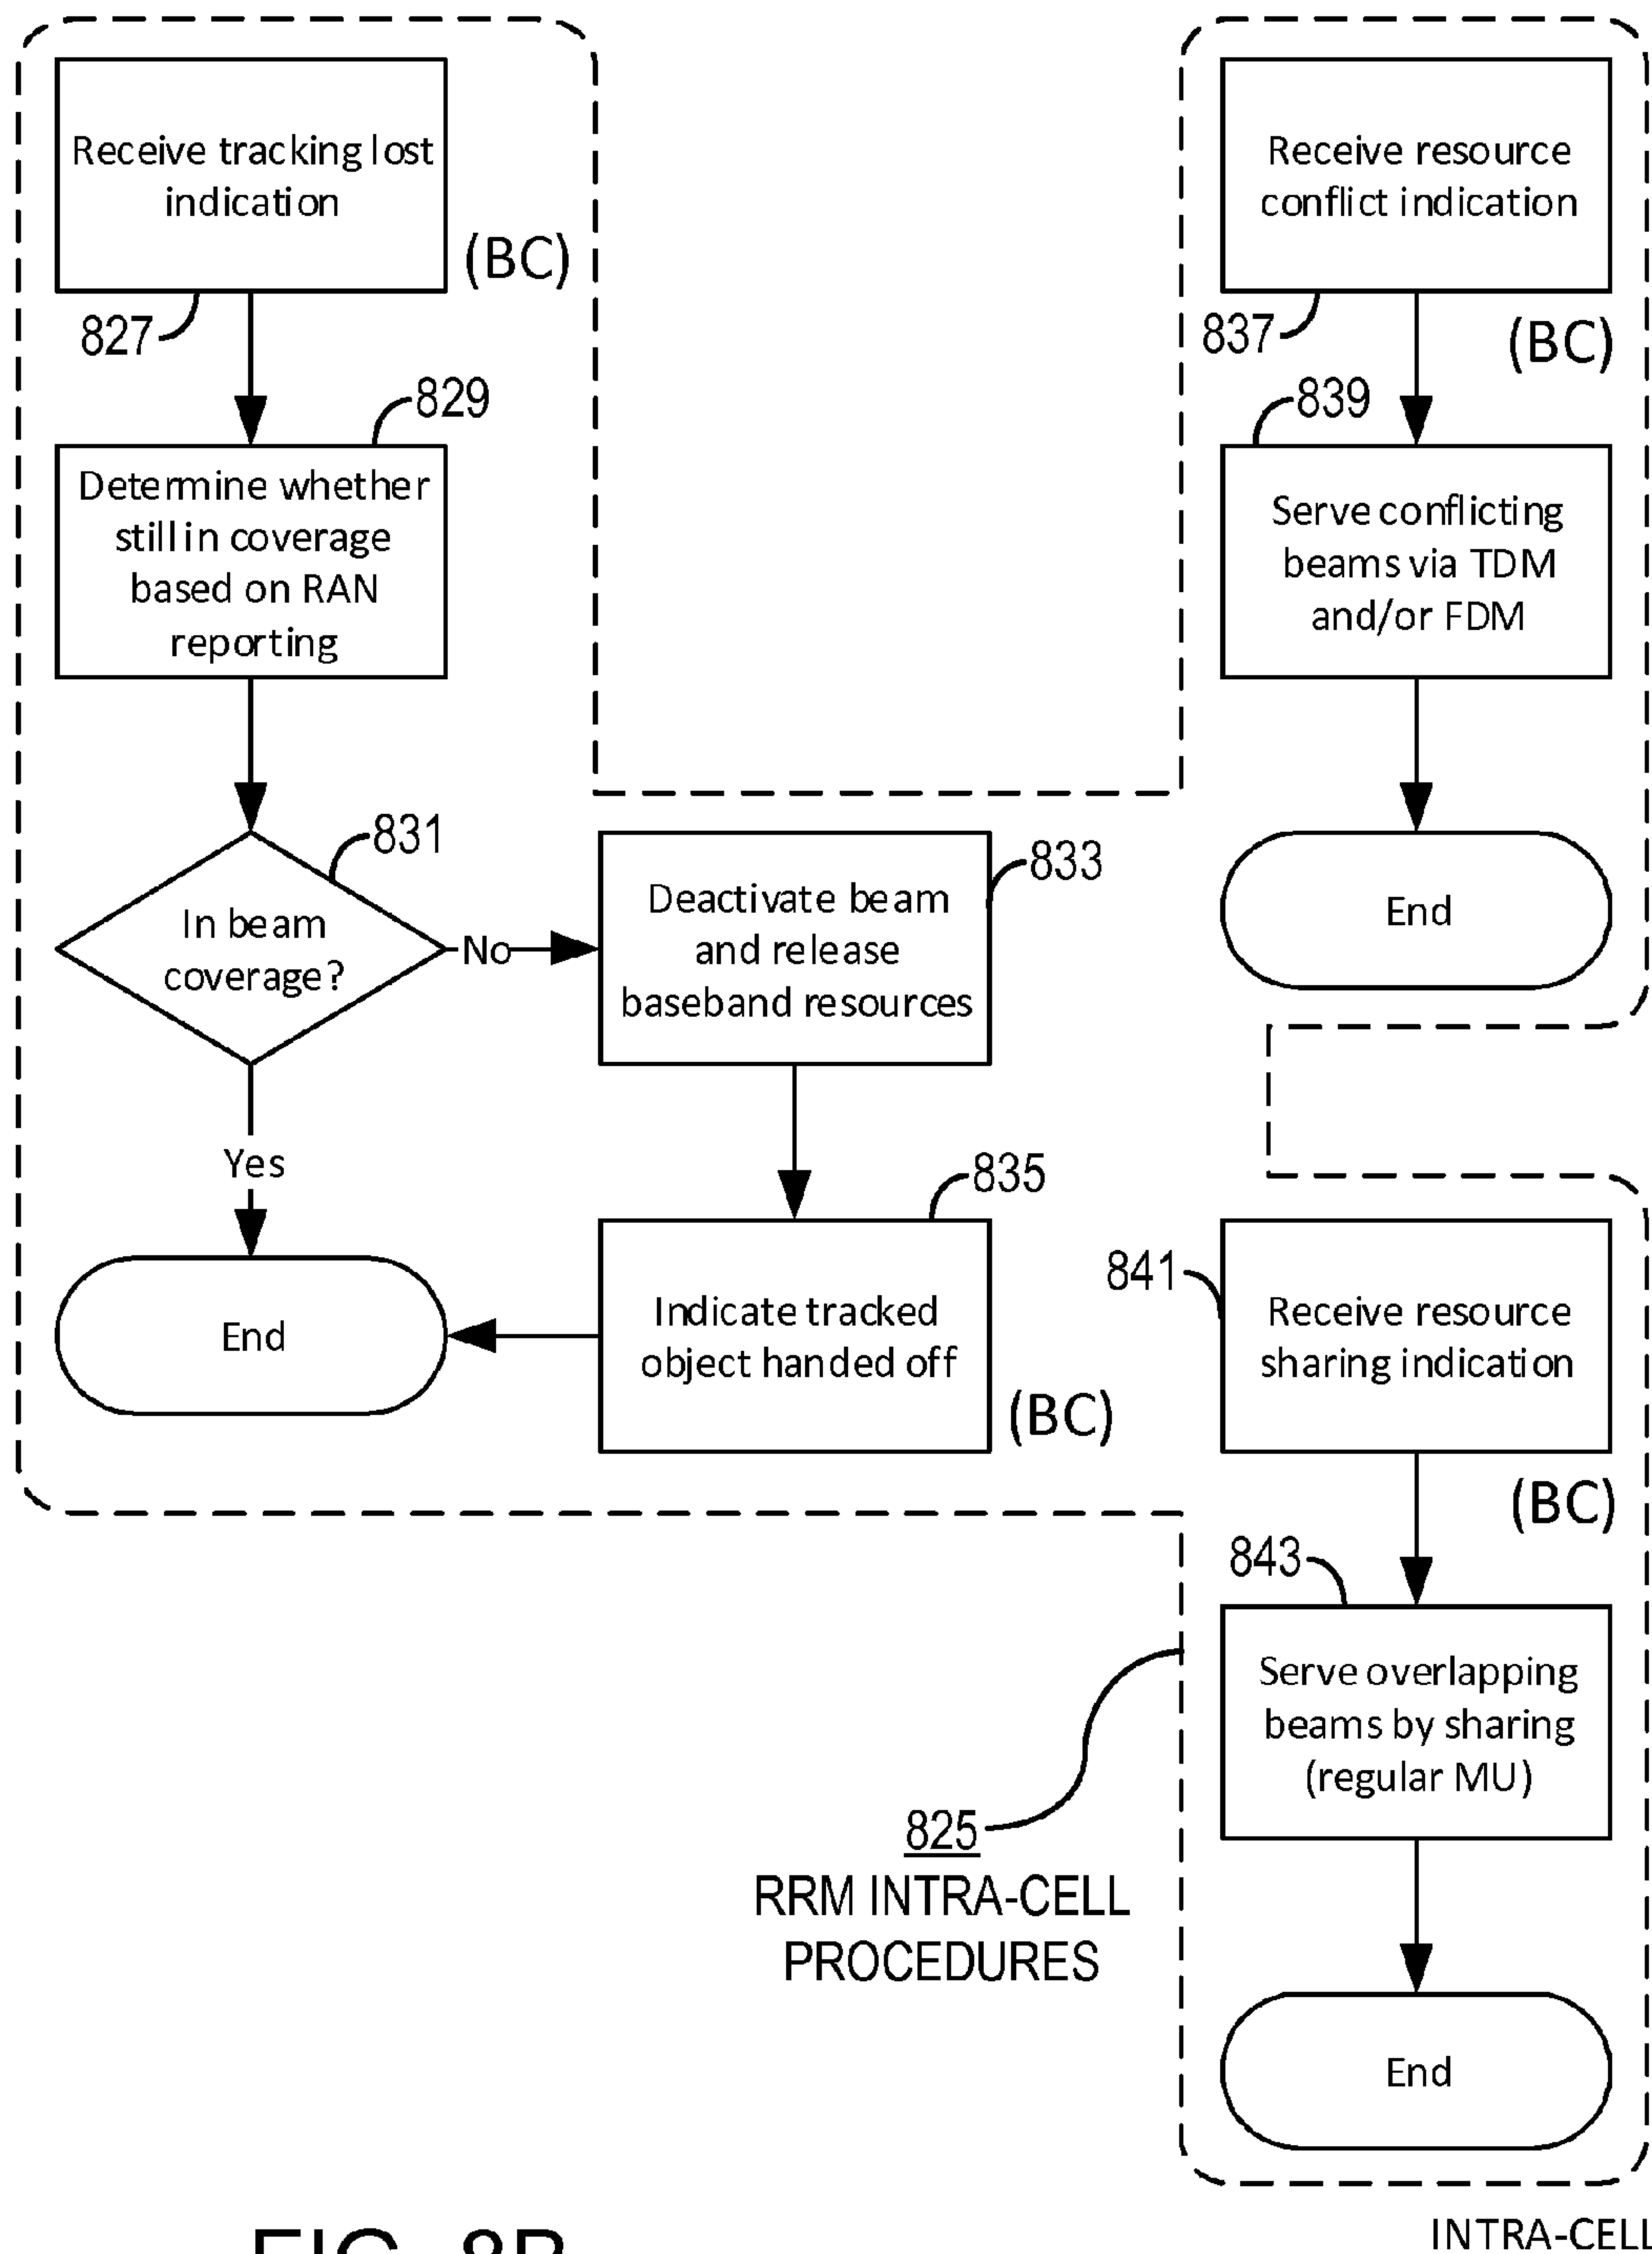 Receive tracking lost
indication
(BC)
827
829
Determine whether
still in coverage
based on RAN
reporting
831
In beam
coverage?
No
Yes
833
Deactivate beam
and release
baseband resources
835
Indicate tracked
object handed off
(BC)
End
Receive resource
conflict indication
837
(BC)
839
Serve conflicting
beams via TDM
and/or FDM
End
841
Receive resource
sharing indication
(BC)
843
Serve overlapping
beams by sharing
(regular MU)
End
825
RRM INTRA-CELL
PROCEDURES
INTRA-CELL
FIG. 8B